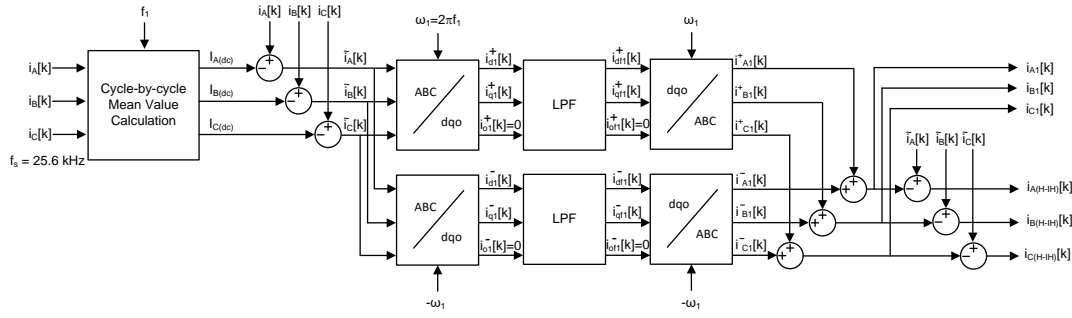 f1
iA[k]
iB[k]
iC[k]
ω1=2πf1
ω1
iA[k]
iB[k]
iC[k]
fs = 25.6 kHz
Cycle-by-cycle
Mean Value
Calculation
IA(dc)
IB(dc)
IC(dc)
−
−
−
ĩA[k]
ĩB[k]
ĩC[k]
ABC
dqo
i+d1[k]
i+q1[k]
i+o1[k]=0
LPF
i+df1[k]
i+qf1[k]
i+of1[k]=0
dqo
ABC
i+A1[k]
i+B1[k]
i+C1[k]
iA1[k]
iB1[k]
iC1[k]
ABC
dqo
i−d1[k]
i−q1[k]
i−o1[k]=0
LPF
i−df1[k]
i−qf1[k]
i−of1[k]=0
dqo
ABC
i−A1[k]
i−B1[k]
i−C1[k]
+
+
+
+
+
+
ĩA[k]
ĩB[k]
ĩC[k]
−
+
−
+
−
+
iA(H-IH)[k]
iB(H-IH)[k]
iC(H-IH)[k]
-ω1
-ω1